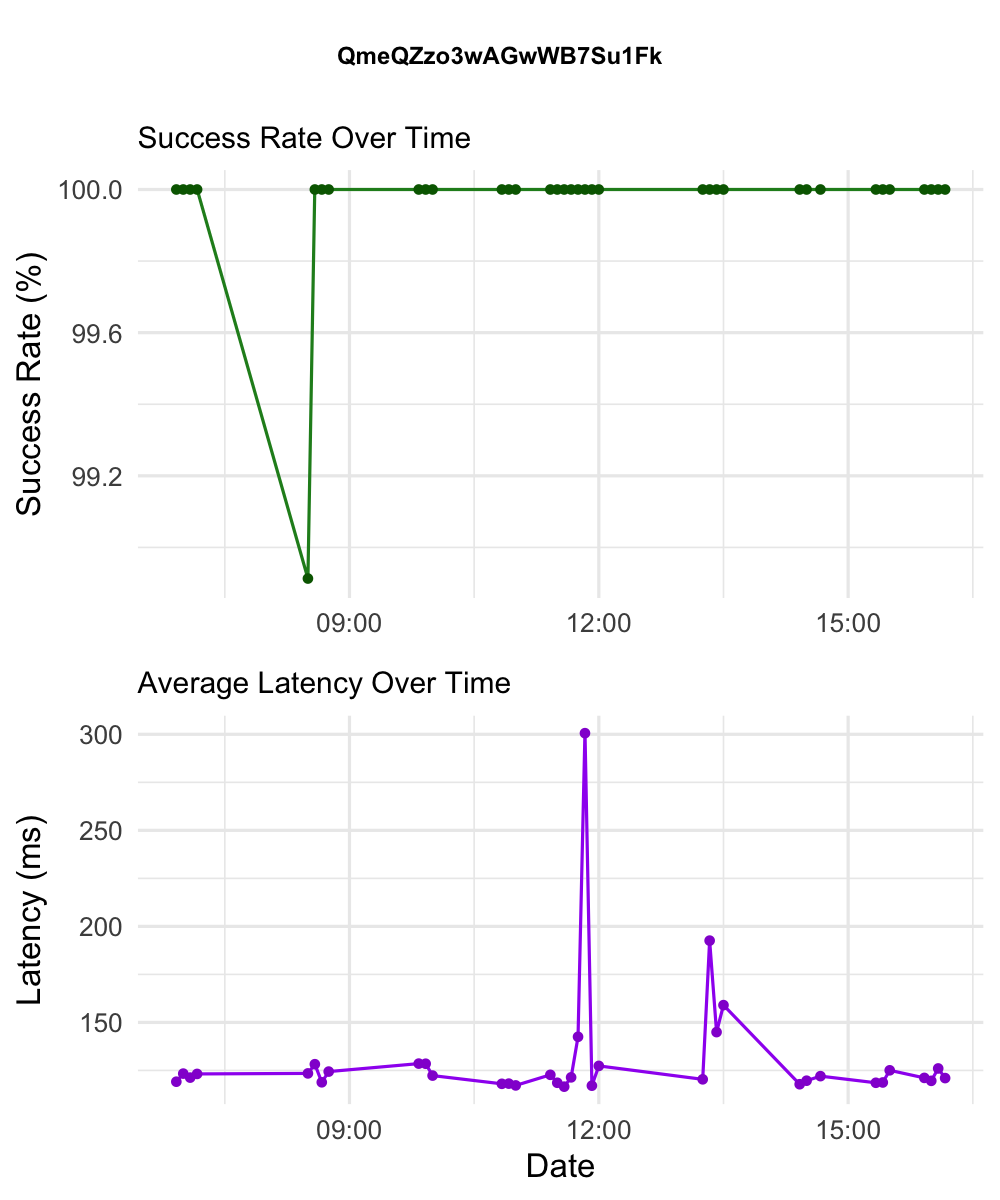 QmeQZzo3wAGwWB7Su1Fk
Success Rate Over Time
100.0
99.6
99.2
Success Rate (%)
09:00 12:00 15:00
Average Latency Over Time
300
250
200
150
Latency (ms)
09:00 12:00 15:00
Date